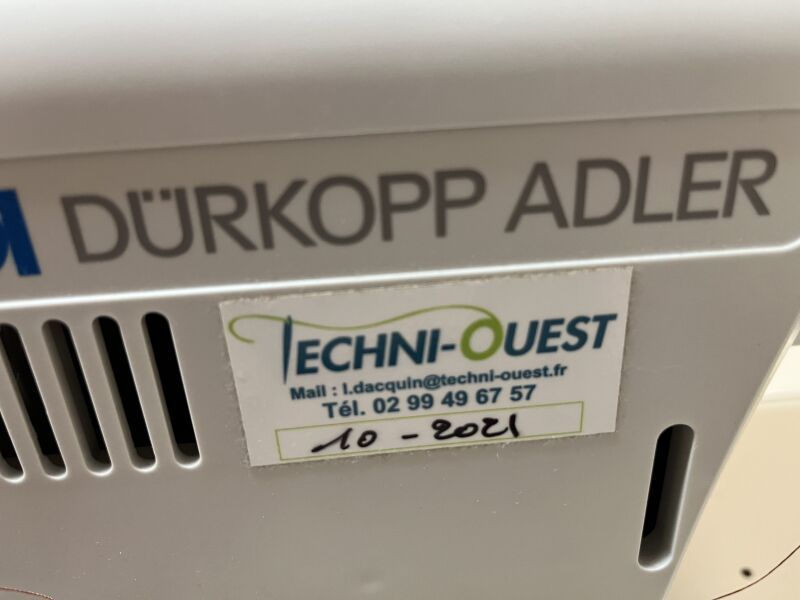 DÜRKOPP ADLER
TECHNI-OUEST
Mail : l.dacquin@techni-ouest.fr
Tél. 02 99 49 67 57
10 - 2021